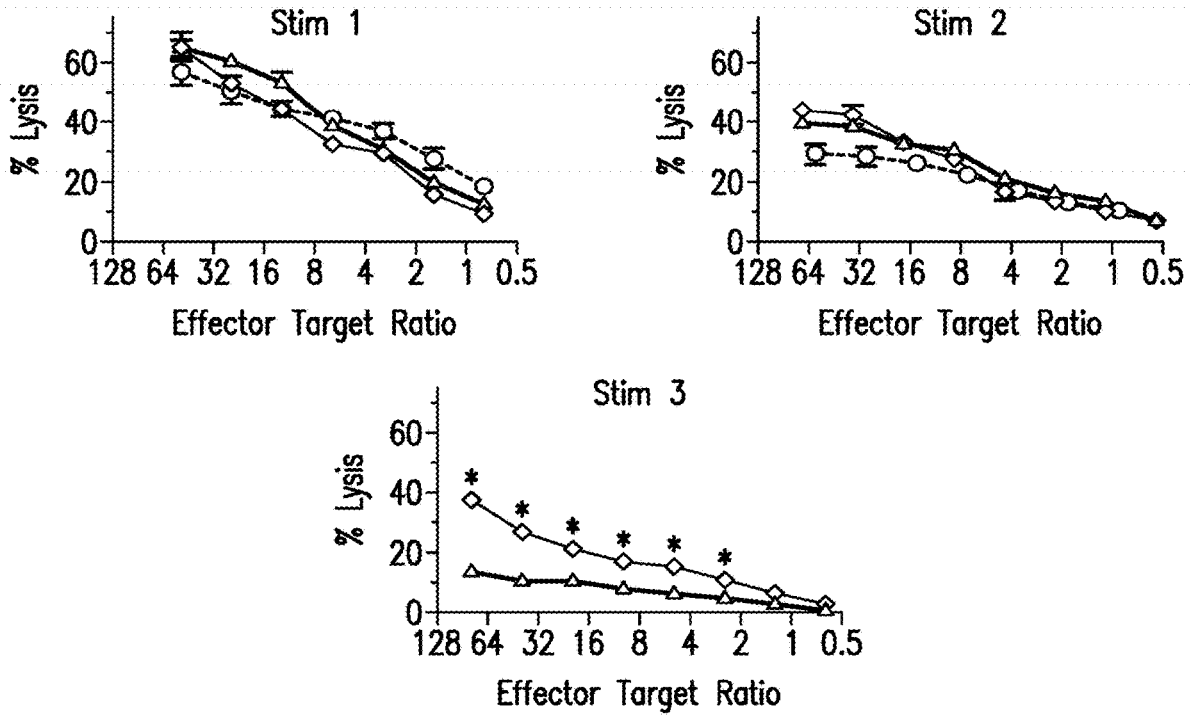 Stim 1
% Lysis
60
40
20
0
128 64 32 16 8 4 2 1 0.5
Effector Target Ratio
Stim 2
% Lysis
60
40
20
0
128 64 32 16 8 4 2 1 0.5
Effector Target Ratio
Stim 3
% Lysis
60
40
20
0
* * * * * *
128 64 32 16 8 4 2 1 0.5
Effector Target Ratio